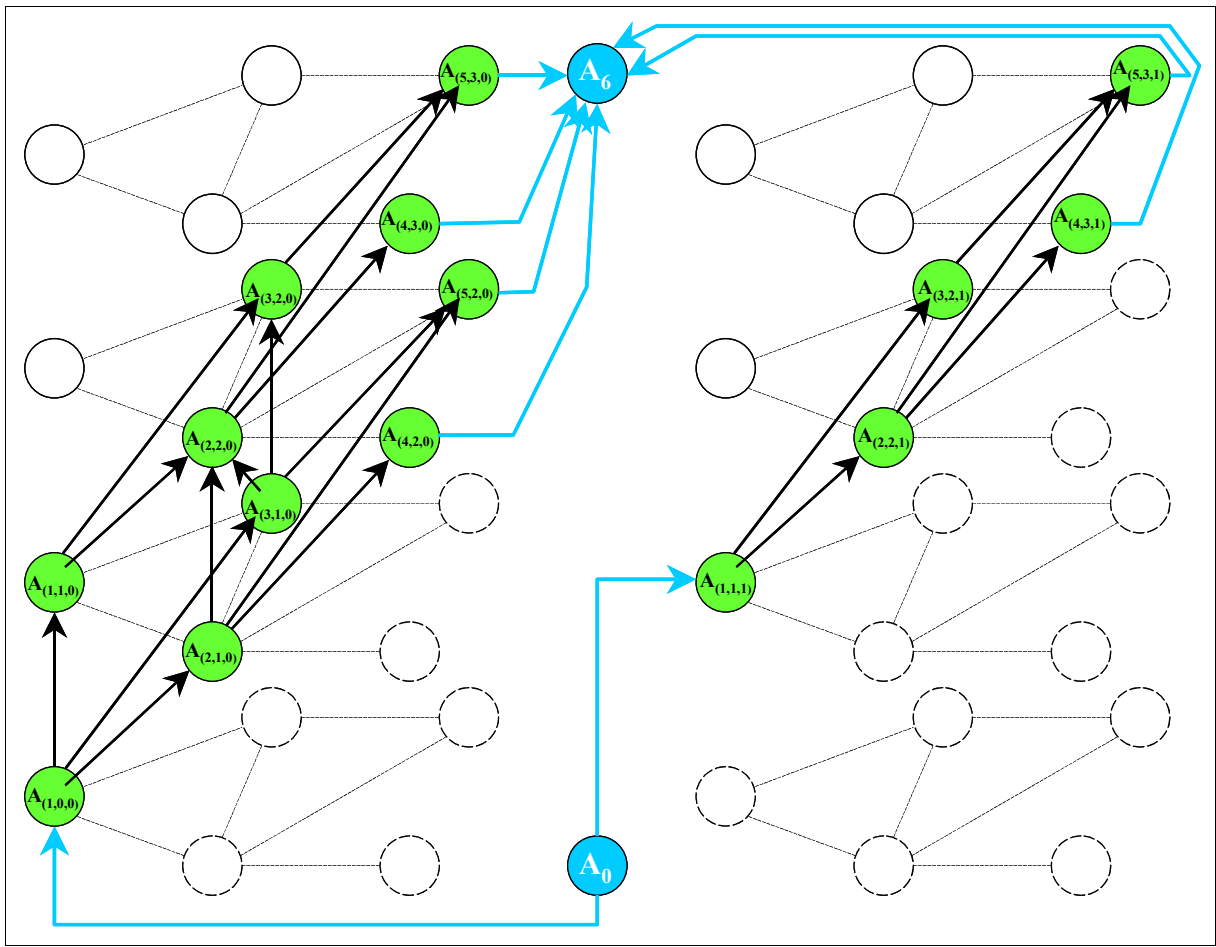 A(5,3,0)
A6
A(5,3,1)
A(4,3,0)
A(4,3,1)
A(3,2,0)
A(5,2,0)
A(3,2,1)
A(2,2,0)
A(4,2,0)
A(2,2,1)
A(3,1,0)
A(1,1,0)
A(1,1,1)
A(2,1,0)
A(1,0,0)
A0